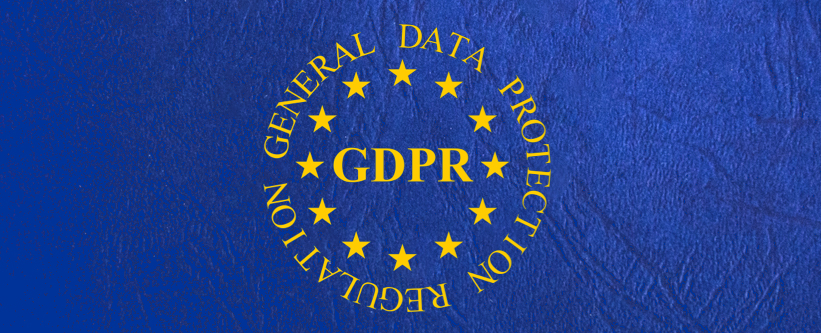 GENERAL DATA PROTECTION REGULATION
GDPR